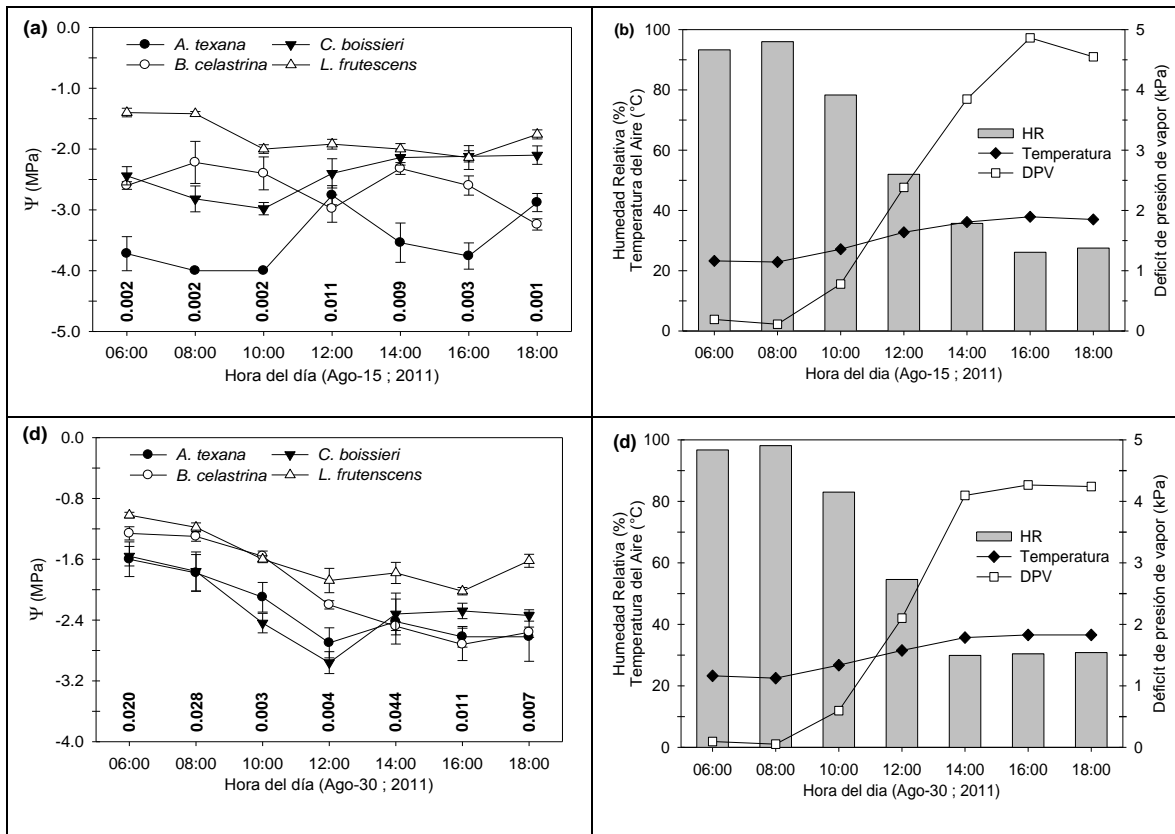 (a)
0.0
-1.0
-2.0
-3.0
-4.0
-5.0
Ψ (MPa)
A. texana
B. celastrina
C. boissieri
L. frutescens
0.002
0.002
0.002
0.011
0.009
0.003
0.001
06:00 08:00 10:00 12:00 14:00 16:00 18:00
Hora del día (Ago-15 ; 2011)
(b)
100
80
60
40
20
0
Humedad Relativa (%)
Temperatura del Aire (°C)
HR
Temperatura
DPV
5
4
3
2
1
0
Deficit de presión de vapor (kPa)
06:00 08:00 10:00 12:00 14:00 16:00 18:00
Hora del dia (Ago-15 ; 2011)
(d)
0.0
-0.8
-1.6
-2.4
-3.2
-4.0
Ψ (MPa)
A. texana
B. celastrina
C. boissieri
L. frutenscens
0.020
0.028
0.003
0.004
0.044
0.011
0.007
06:00 08:00 10:00 12:00 14:00 16:00 18:00
Hora del día (Ago-30 ; 2011)
(d)
100
80
60
40
20
0
Humedad Relativa (%)
Temperatura del Aire (°C)
HR
Temperatura
DPV
5
4
3
2
1
0
Déficit de presión de vapor (kPa)
06:00 08:00 10:00 12:00 14:00 16:00 18:00
Hora del dia (Ago-30 ; 2011)